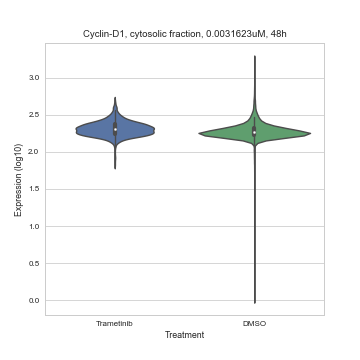 Cyclin-D1, cytosolic fraction, 0.0031623uM, 48h
Expression (log10)
3.0
2.5
2.0
1.5
1.0
0.5
0.0
Trametinib
DMSO
Treatment